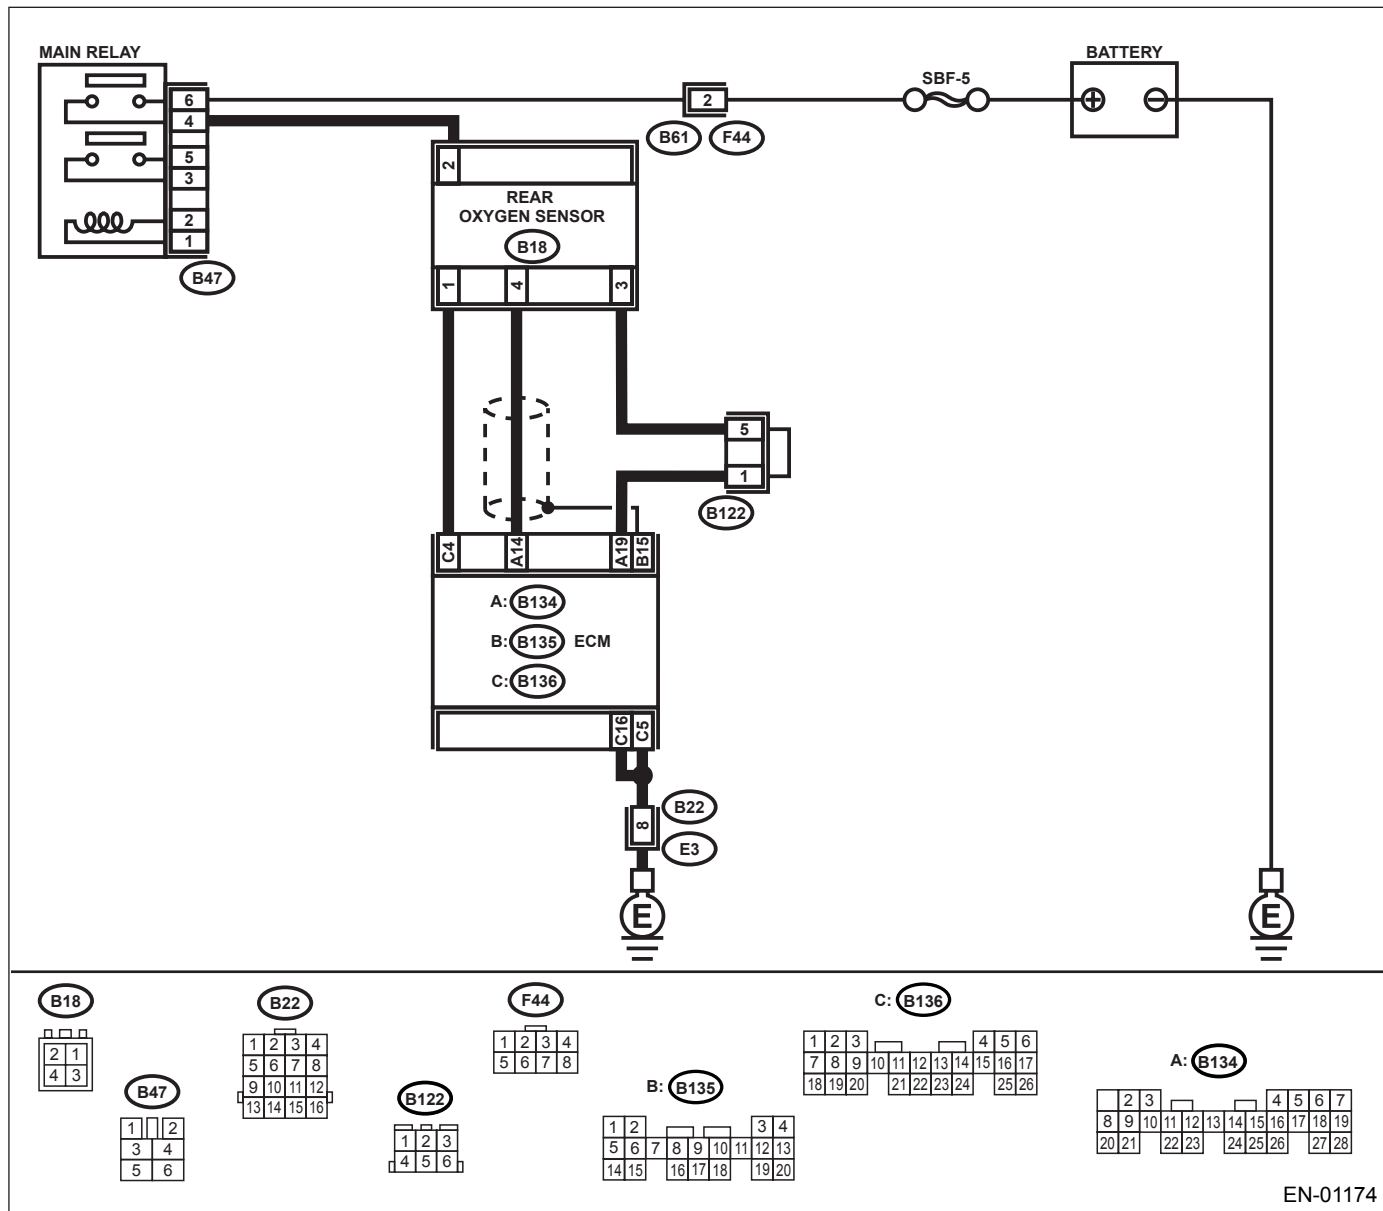 MAIN RELAY
BATTERY
SBF-5
6
4
5
3
2
1
B47
2
B61 F44
2
REAR
OXYGEN SENSOR
B18
1 4 3
5
1
B122
C4 A14 A19 B15
A: B134
B: B135 ECM
C: B136
C16 C5
8
B22
E3
E
E
B18
2 1
4 3
B47
1 2
3 4
5 6
B22
1 2 3 4
5 6 7 8
9 10 11 12
13 14 15 16
B122
1 2 3
4 5 6
F44
1 2 3 4
5 6 7 8
B: B135
1 2 3 4
5 6 7 8 9 10 11 12 13
14 15 16 17 18 19 20
C: B136
1 2 3 4 5 6
7 8 9 10 11 12 13 14 15 16 17
18 19 20 21 22 23 24 25 26
A: B134
2 3 4 5 6 7
8 9 10 11 12 13 14 15 16 17 18 19
20 21 22 23 24 25 26 27 28
EN-01174